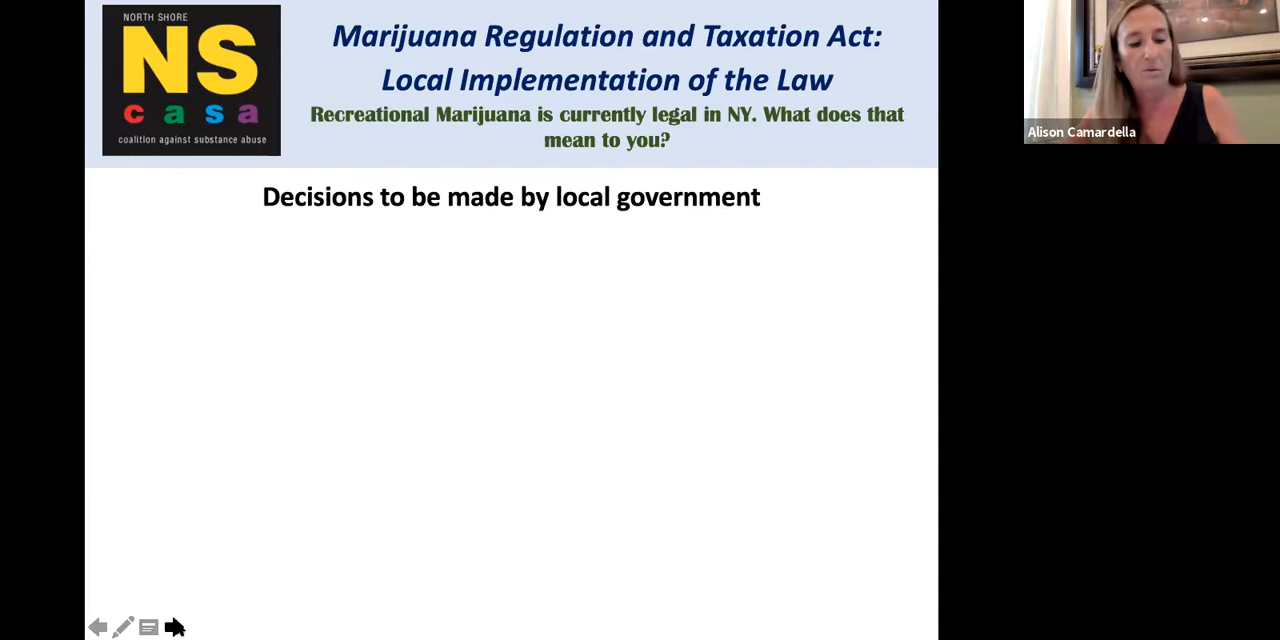 NORTH SHORE
NS
casa
coalition against substance abuse
Marijuana Regulation and Taxation Act:
Local Implementation of the Law
Recreational Marijuana is currently legal in NY. What does that
mean to you?
Alison Camardella
Decisions to be made by local government